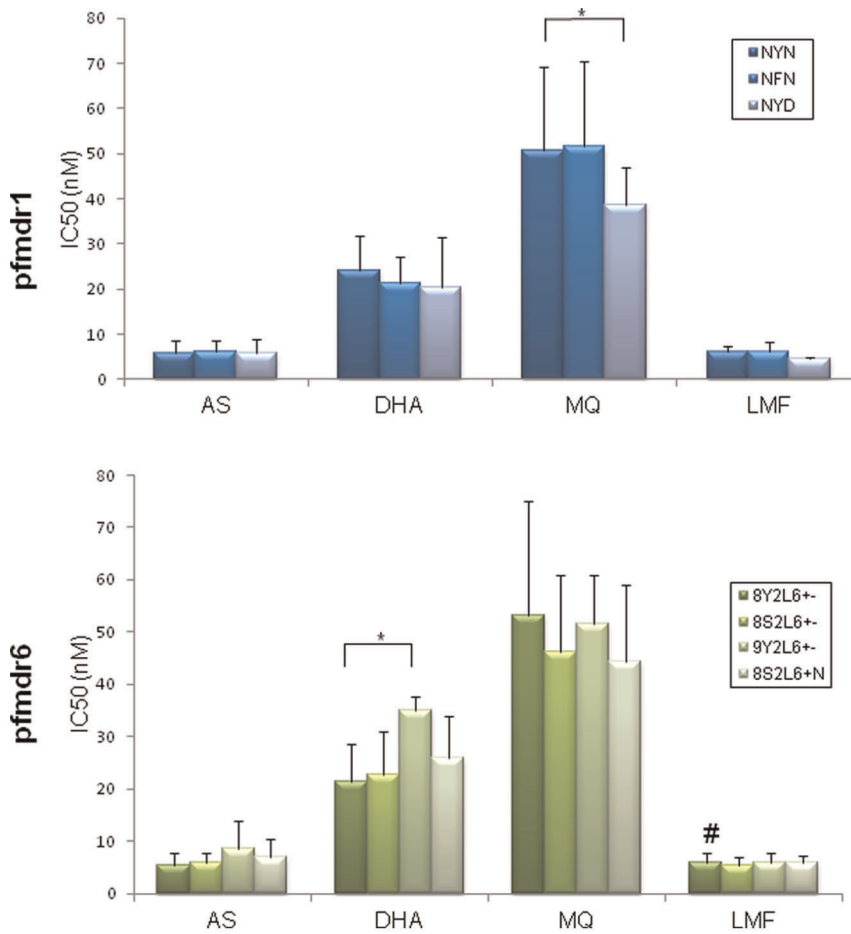 pfmdr1
IC50 (nM)
80
70
60
50
40
30
20
10
0
*
NYN
NFN
NYD
AS DHA MQ LMF
pfmdr6
IC50 (nM)
80
70
60
50
40
30
20
10
0
*
#
8Y2L6+-
8S2L6+-
9Y2L6+-
8S2L6+N
AS DHA MQ LMF